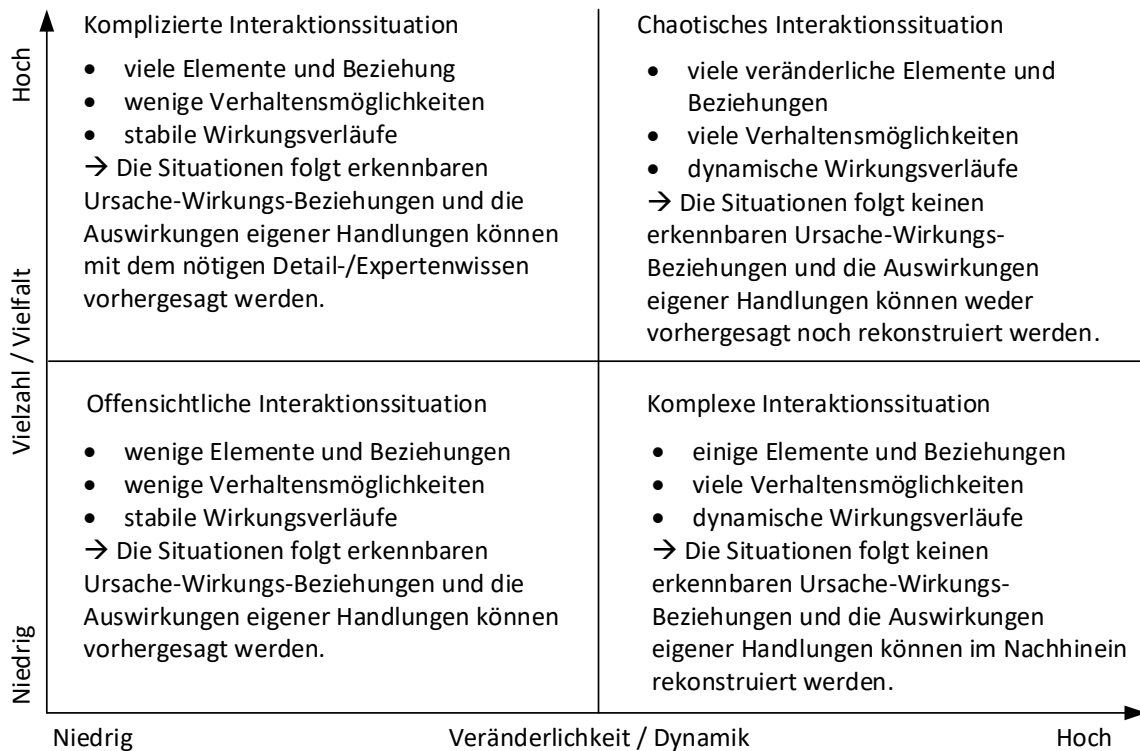 Komplizierte Interaktionssituation
• viele Elemente und Beziehung
• wenige Verhaltensmöglichkeiten
• stabile Wirkungsverläufe
→ Die Situationen folgt erkennbaren
Ursache-Wirkungs-Beziehungen und die
Auswirkungen eigener Handlungen können
mit dem nötigen Detail-/Expertenwissen
vorhergesagt werden.
Chaotisches Interaktionssituation
• viele veränderliche Elemente und
Beziehungen
• viele Verhaltensmöglichkeiten
• dynamische Wirkungsverläufe
→ Die Situationen folgt keinen
erkennbaren Ursache-Wirkungs-
Beziehungen und die Auswirkungen
eigener Handlungen können weder
vorhergesagt noch rekonstruiert werden.
Offensichtliche Interaktionssituation
• wenige Elemente und Beziehungen
• wenige Verhaltensmöglichkeiten
• stabile Wirkungsverläufe
→ Die Situationen folgt erkennbaren
Ursache-Wirkungs-Beziehungen und die
Auswirkungen eigener Handlungen können
vorhergesagt werden.
Komplexe Interaktionssituation
• einige Elemente und Beziehungen
• viele Verhaltensmöglichkeiten
• dynamische Wirkungsverläufe
→ Die Situationen folgt keinen
erkennbaren Ursache-Wirkungs-
Beziehungen und die Auswirkungen
eigener Handlungen können im Nachhinein
rekonstruiert werden.
Hoch
Vielzahl / Vielfalt
Niedrig
Niedrig
Veränderlichkeit / Dynamik
Hoch